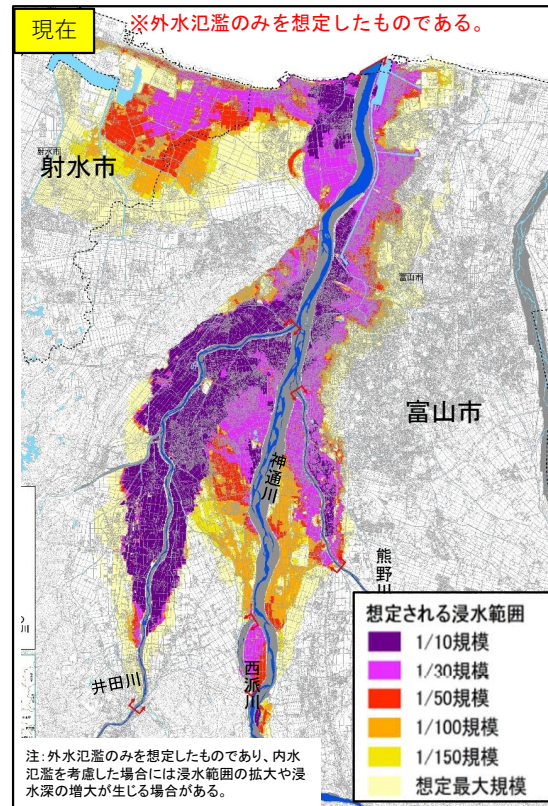 現在
※外水氾濫のみを想定したものである。
射水市
射水市
富山市
富山市
神通川
熊野川
井田川
西派川
想定される浸水範囲
1/10規模
1/30規模
1/50規模
1/100規模
1/150規模
想定最大規模
注:外水氾濫のみを想定したものであり、内水
氾濫を考慮した場合には浸水範囲の拡大や浸
水深の増大が生じる場合がある。